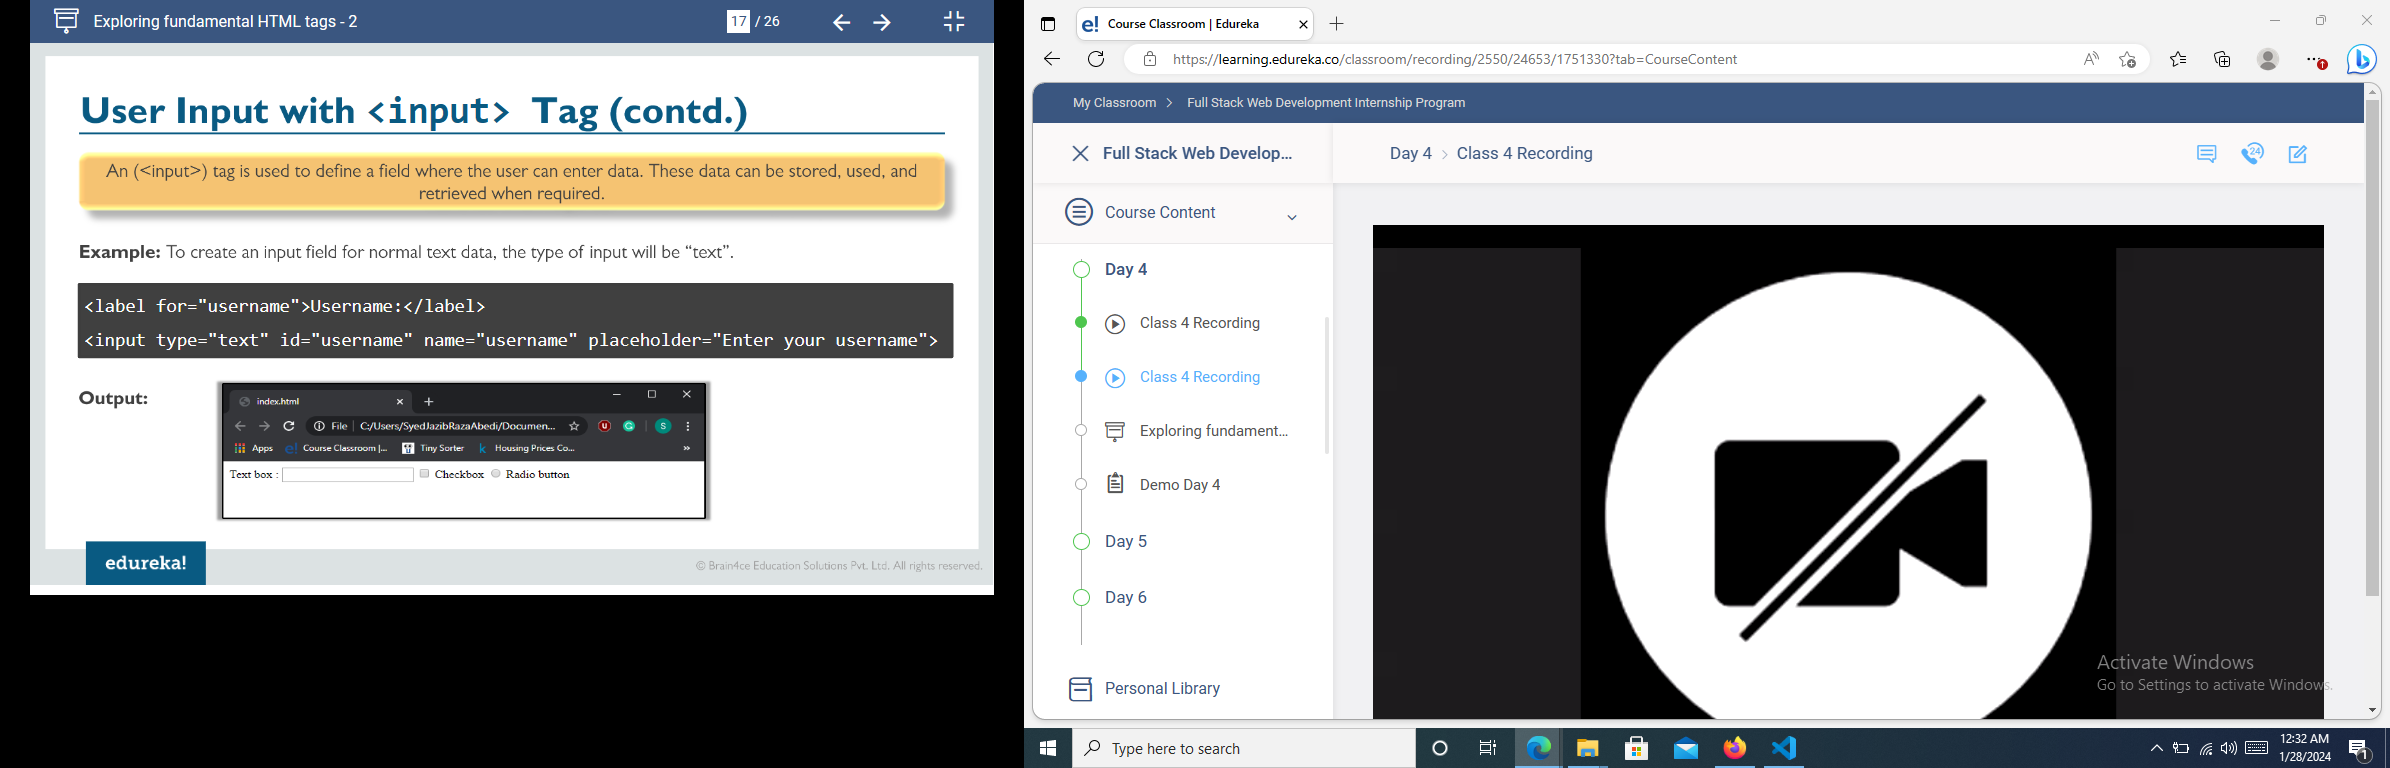 Exploring fundamental HTML tags - 2
17 / 26
User Input with <input> Tag (contd.)
An (<input>) tag is used to define a field where the user can enter data. These data can be stored, used, and
retrieved when required.
Example: To create an input field for normal text data, the type of input will be “text”.
<label for="username">Username:</label>
<input type="text" id="username" name="username" placeholder="Enter your username">
Output:
index.html
File C:/Users/SyedJazibRazaAbedi/Documen...
S
Apps
Course Classroom |...
Tiny Sorter
Housing Prices Co...
Text box :
Checkbox
Radio button
edureka!
© Brain4ce Education Solutions Pvt. Ltd. All rights reserved.
e! Course Classroom | Edureka
https://learning.edureka.co/classroom/recording/2550/24653/1751330?tab=CourseContent
My Classroom > Full Stack Web Development Internship Program
Full Stack Web Develop...
Day 4 > Class 4 Recording
24
Course Content
Day 4
Class 4 Recording
Class 4 Recording
Exploring fundament...
Demo Day 4
Day 5
Day 6
Personal Library
Activate Windows
Go to Settings to activate Windows.
Type here to search
12:32 AM
1/28/2024
1